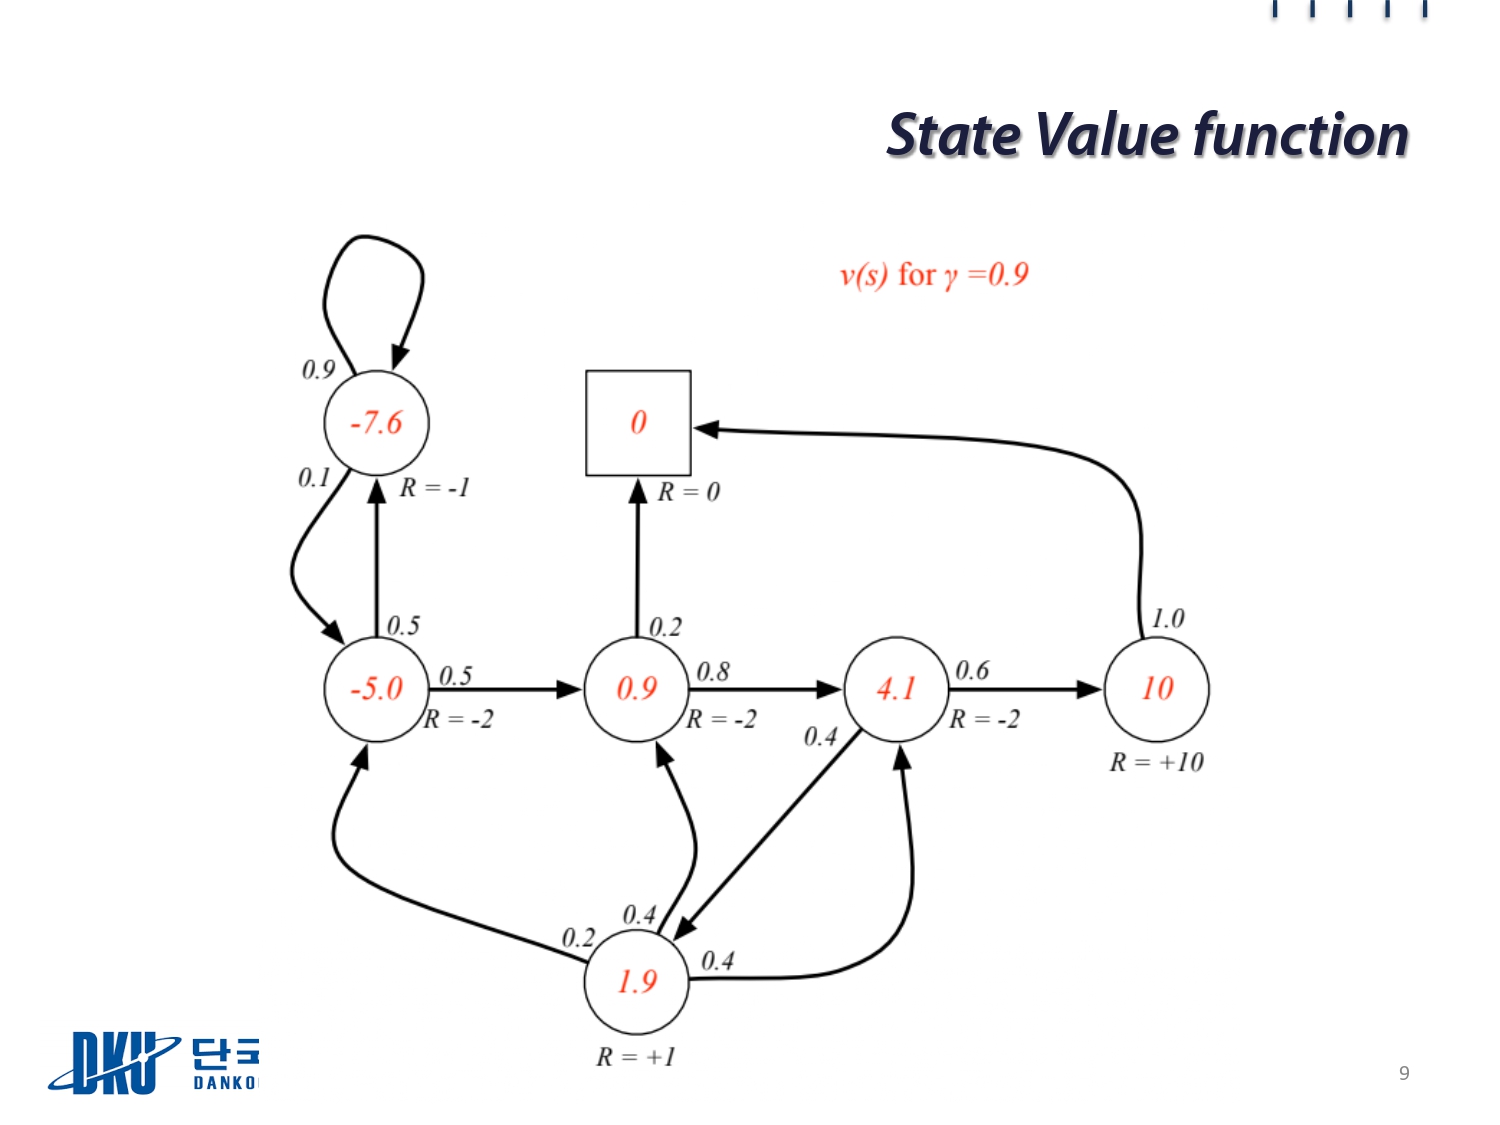 State Value function
v(s) for γ =0.9
0.9
-7.6
0
0.1
R = -1
R = 0
0.5
0.2
1.0
-5.0
0.5
R = -2
0.9
0.8
R = -2
4.1
0.6
R = -2
10
0.4
R = +10
0.4
0.2
1.9
0.4
R = +1
DKU 단국
DANKO
9